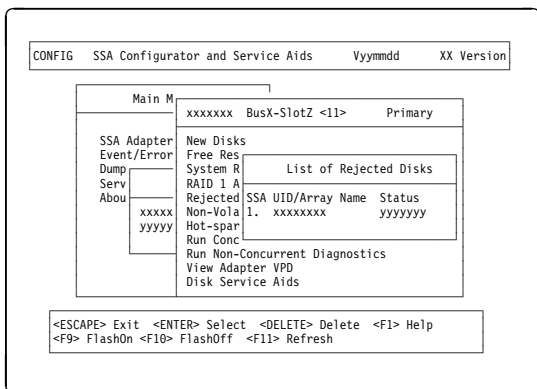 CONFIG SSA Configurator and Service Aids Vyymmdd XX Version
Main M
xxxxxxx BusX-SlotZ <11> Primary
SSA Adapter
Event/Error
Dump
Serv
Abou
xxxxx
yyyyy
New Disks
Free Res
System R
RAID 1 A
Rejected
Non-Vola
Hot-spar
Run Conc
Run Non-Concurrent Diagnostics
View Adapter VPD
Disk Service Aids
List of Rejected Disks
SSA UID/Array Name Status
1. xxxxxxxx yyyyyyy
<ESCAPE> Exit <ENTER> Select <DELETE> Delete <F1> Help
<F9> FlashOn <F10> FlashOff <F11> Refresh